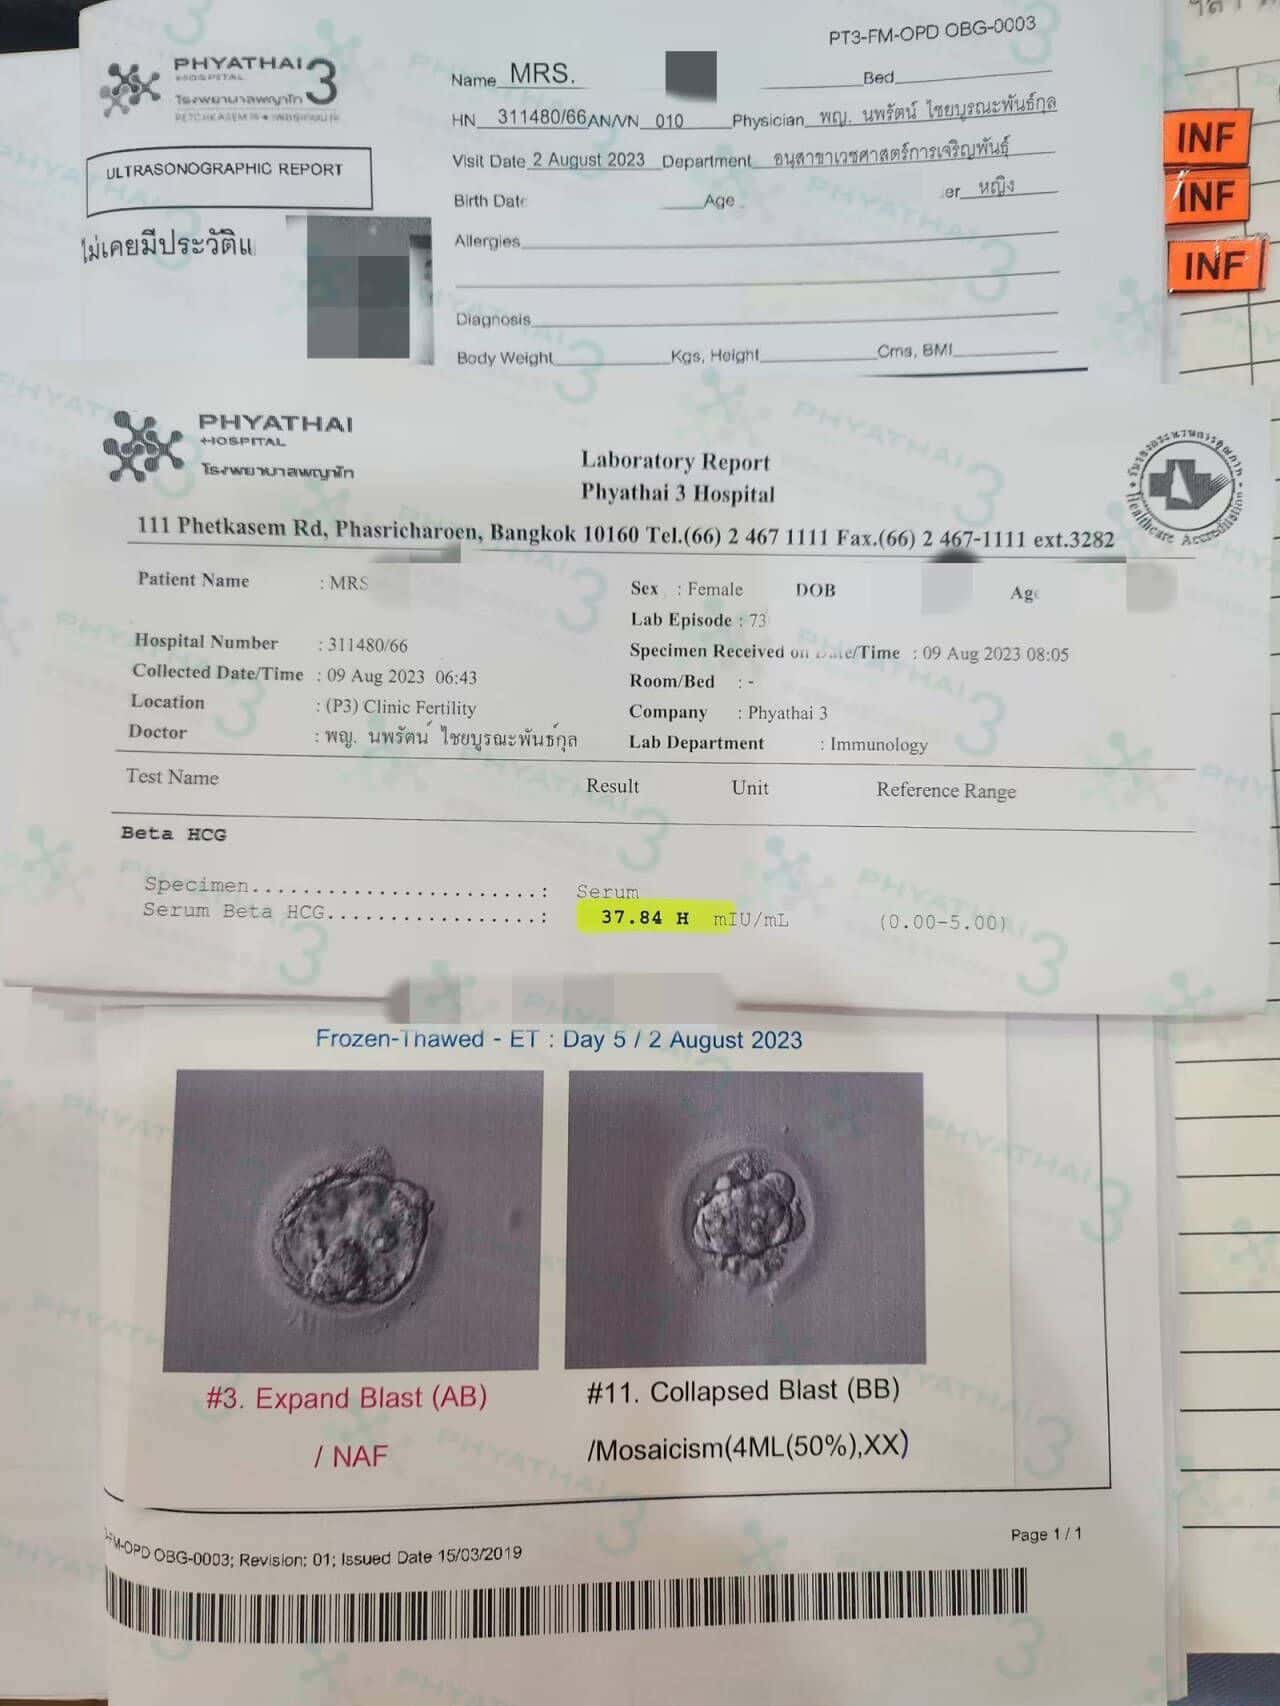 PT3-FM-OPD OBG-0003
PHYATHAI 3
HOSPITAL
โรงพยาบาลพญาไท
ULTRASONOGRAPHIC REPORT
ไม่เคยมีประวัติแ
Name MRS. Bed
HN 311480/66 AN/VN 010 Physician พญ. นพรัตน์ ไชยบูรณะพันธ์กุล
Visit Date 2 August 2023 Department อนุสาขาเวชศาสตร์การเจริญพันธุ์
Birth Date Age er หญิง
Allergies
Diagnosis
Body Weight Kgs, Height Cms, BMI
INF
INF
INF
PHYATHAI
HOSPITAL
โรงพยาบาลพญาไท
Laboratory Report
Phyathai 3 Hospital
111 Phetkasem Rd, Phasricharoen, Bangkok 10160 Tel.(66) 2 467 1111 Fax.(66) 2 467-1111 ext.3282
Healthcare Accreditation
Patient Name : MRS Sex : Female DOB Age
Lab Episode : 73
Hospital Number : 311480/66 Specimen Received on Date/Time : 09 Aug 2023 08:05
Collected Date/Time : 09 Aug 2023 06:43 Room/Bed : -
Location : (P3) Clinic Fertility Company : Phyathai 3
Doctor : พญ. นพรัตน์ ไชยบูรณะพันธ์กุล Lab Department : Immunology
Test Name Result Unit Reference Range
Beta HCG
Specimen........................: Serum
Serum Beta HCG..................: 37.84 H mIU/mL (0.00-5.00)
Frozen-Thawed - ET : Day 5 / 2 August 2023
#3. Expand Blast (AB)
/ NAF
#11. Collapsed Blast (BB)
/Mosaicism(4ML(50%),XX)
-FM-OPD OBG-0003; Revision: 01; Issued Date 15/03/2019
Page 1 / 1